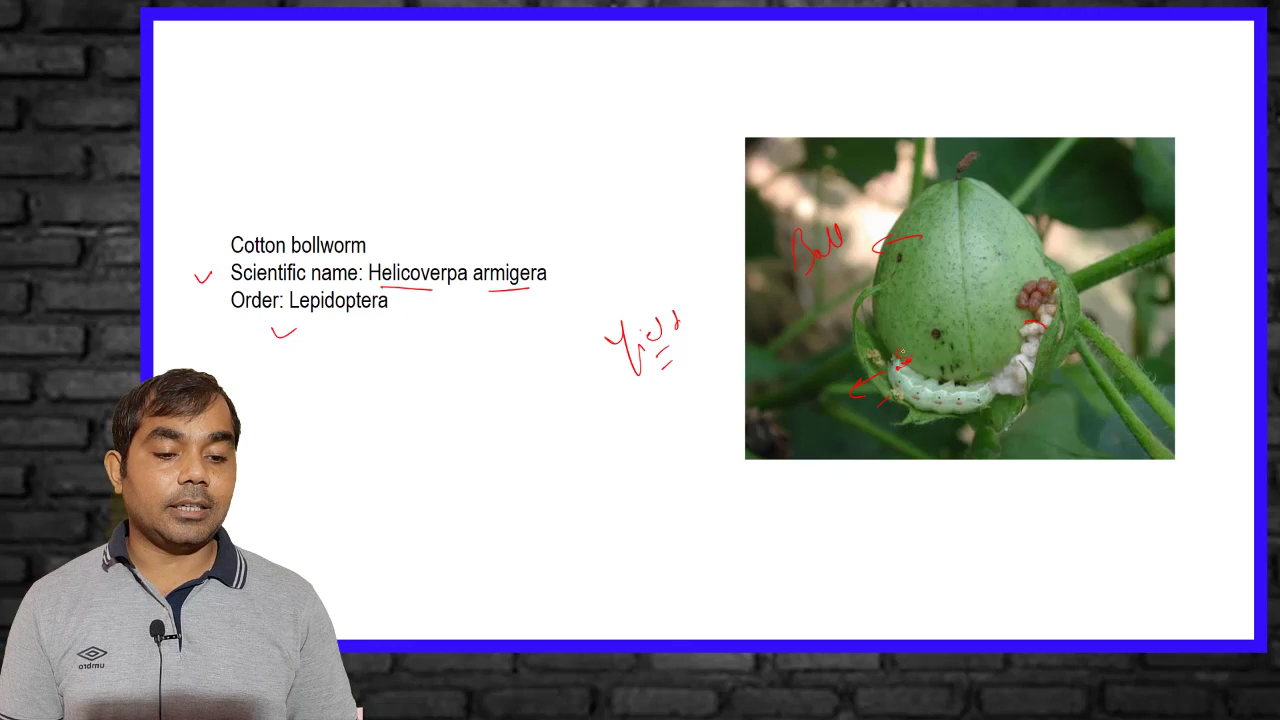 Cotton bollworm
Scientific name: Helicoverpa armigera
Order: Lepidoptera
Yield
Boll
umbro